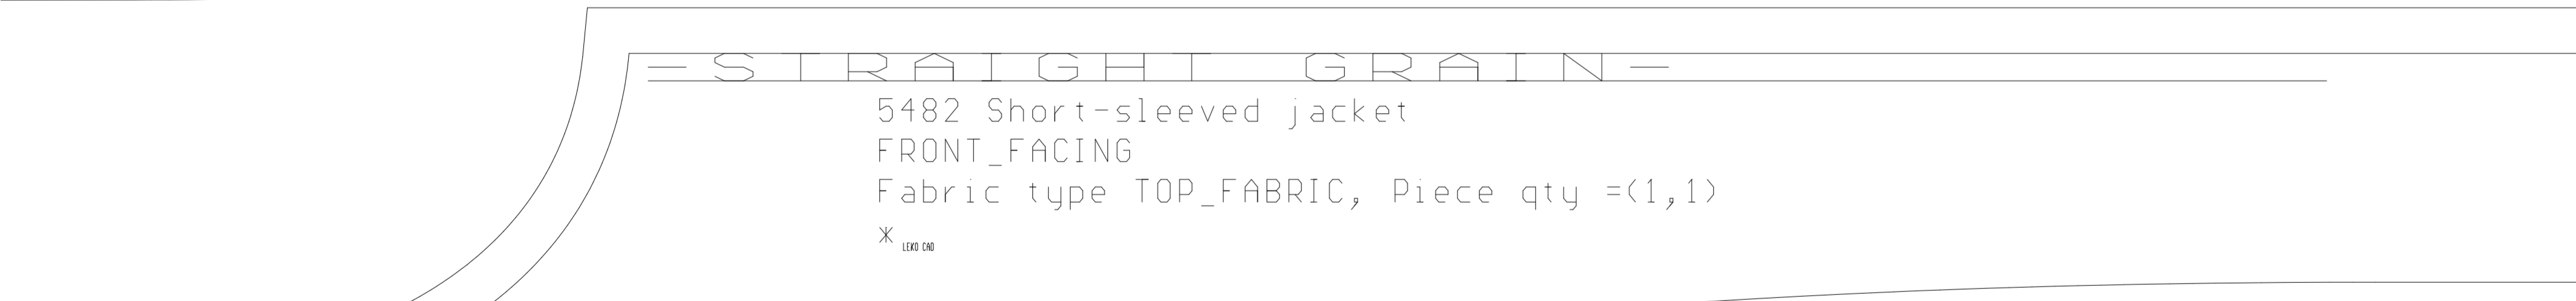 -STRAIGHT GRAIN-
5482 Short-sleeved jacket
FRONT_FACING
Fabric type TOP_FABRIC, Piece qty =(1,1)
*
LEKO CAD